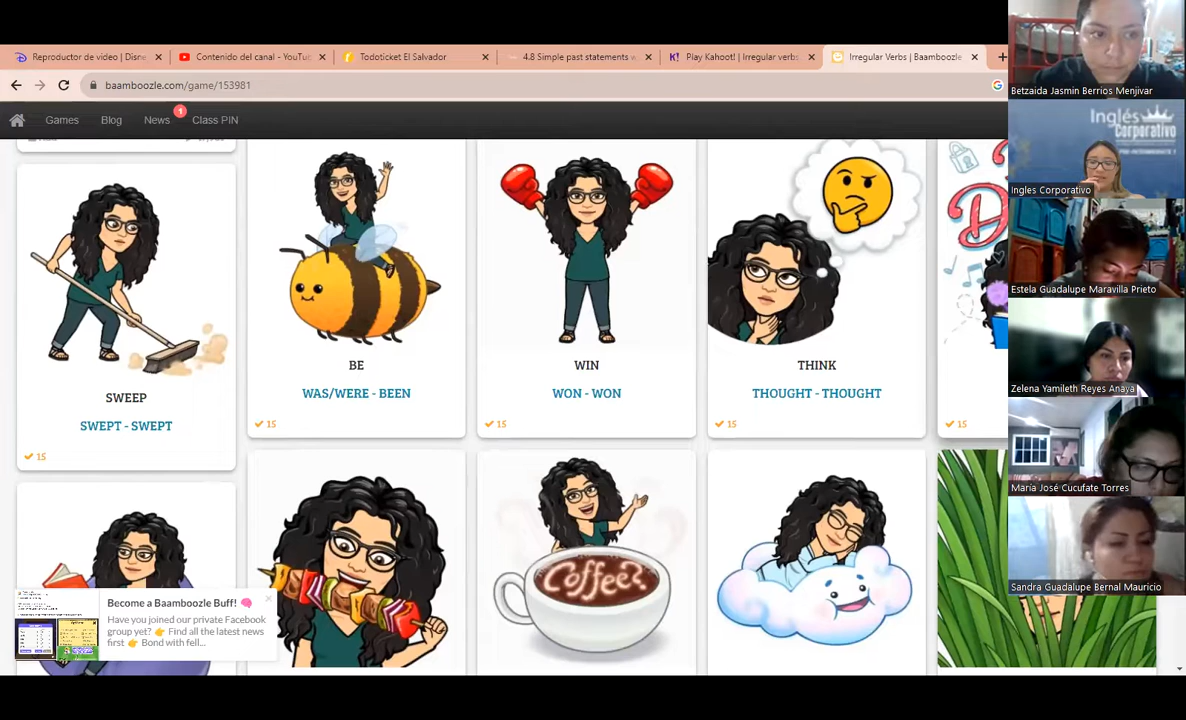 Reproductor de video | Disne
Contenido del canal - YouTu
Todoticket El Salvador
4.8 Simple past statements w
Play Kahoot! | Irregular verbs
Irregular Verbs | Baamboozle
baamboozle.com/game/153981
Games
Blog
News
1
Class PIN
SWEEP
SWEPT - SWEPT
15
BE
WAS/WERE - BEEN
15
WIN
WON - WON
15
THINK
THOUGHT - THOUGHT
15
15
Coffee?
Become a Baamboozle Buff!
Have you joined our private Facebook
group yet? 👉 Find all the latest news
first 👉 Bond with fell...
Betzaida Jasmin Berrios Menjivar
Inglés
Corporativo
Ingles Corporativo
Estela Guadalupe Maravilla Prieto
Zelena Yamileth Reyes Anaya
María José Cucufate Torres
Sandra Guadalupe Bernal Mauricio